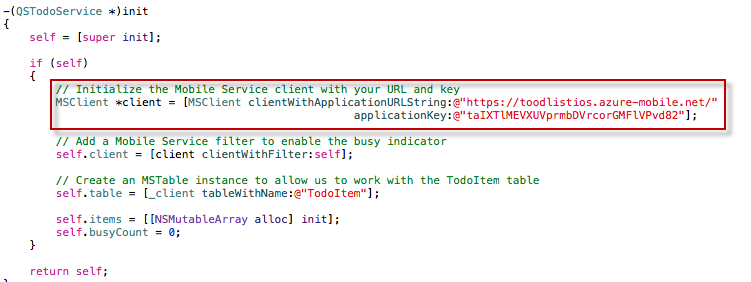 -(QSTodoService *)init
{
    self = [super init];

    if (self)
    {
        // Initialize the Mobile Service client with your URL and key
        MSClient *client = [MSClient clientWithApplicationURLString:@"https://toodlistios.azure-mobile.net/"
                                                     applicationKey:@"taIXTlMEVXUVprmbDVrcorGMFlVPvd82"];

        // Add a Mobile Service filter to enable the busy indicator
        self.client = [client clientWithFilter:self];

        // Create an MSTable instance to allow us to work with the TodoItem table
        self.table = [_client tableWithName:@"TodoItem"];

        self.items = [[NSMutableArray alloc] init];
        self.busyCount = 0;
    }

    return self;
}